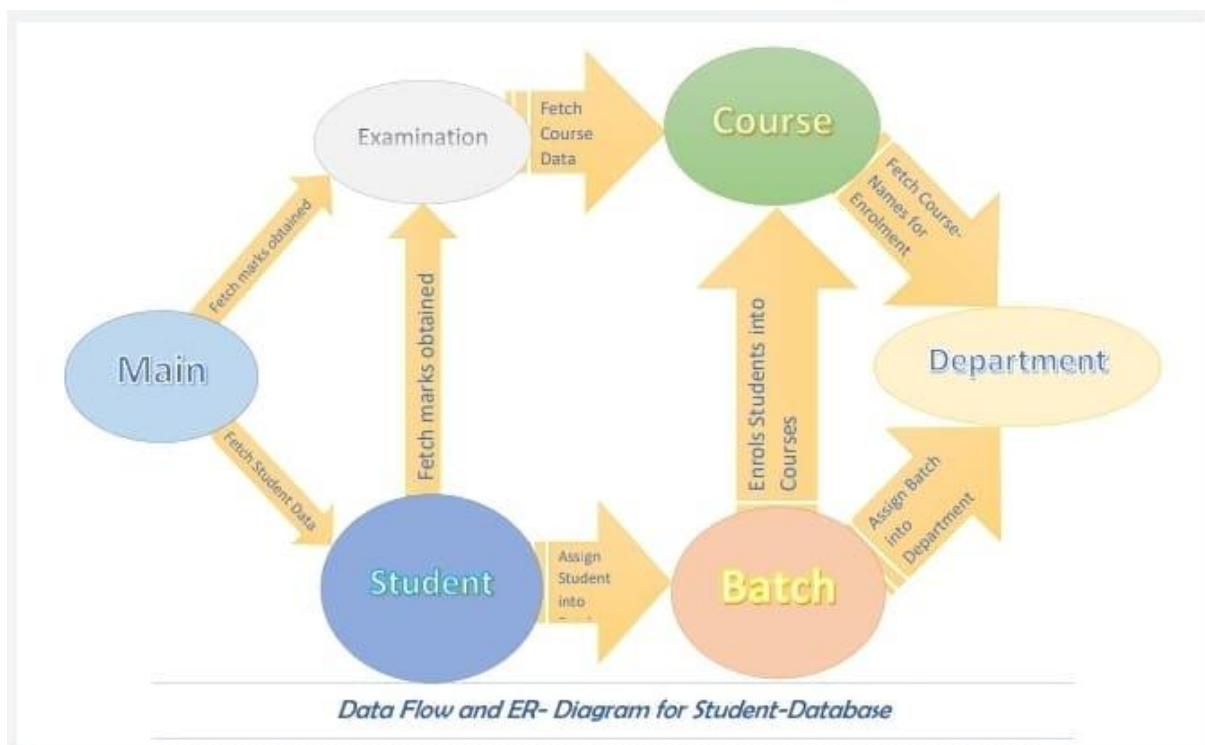 Examination
Fetch
Course
Data
Course
Fetch Course-
Names for
Enrolment
Fetch marks obtained
Main
Fetch marks obtained
Enrols Students into
Courses
Department
Fetch Student Data
Student
Assign
Student
into
Batch
Assign Batch
into
Department
Data Flow and ER- Diagram for Student-Database